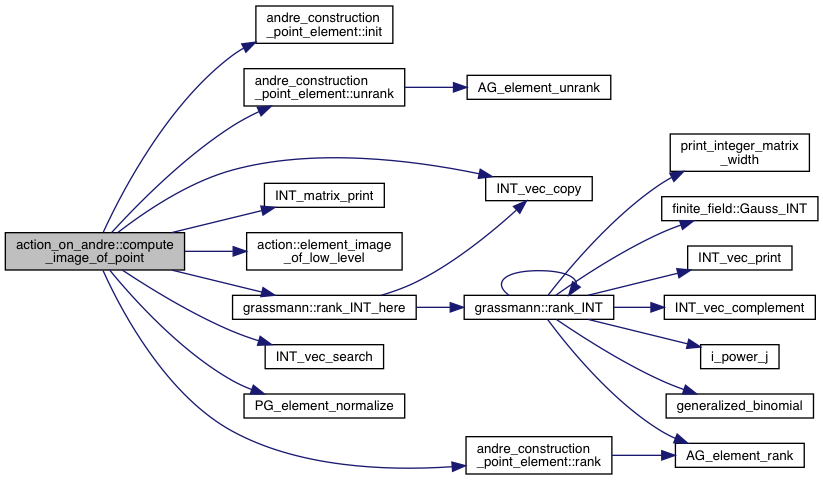 andre_construction
_point_element::init
andre_construction
_point_element::unrank
AG_element_unrank
print_integer_matrix
_width
INT_vec_copy
INT_matrix_print
finite_field::Gauss_INT
action_on_andre::compute
_image_of_point
action::element_image
_of_low_level
INT_vec_print
grassmann::rank_INT_here
grassmann::rank_INT
INT_vec_complement
INT_vec_search
i_power_j
PG_element_normalize
generalized_binomial
andre_construction
_point_element::rank
AG_element_rank